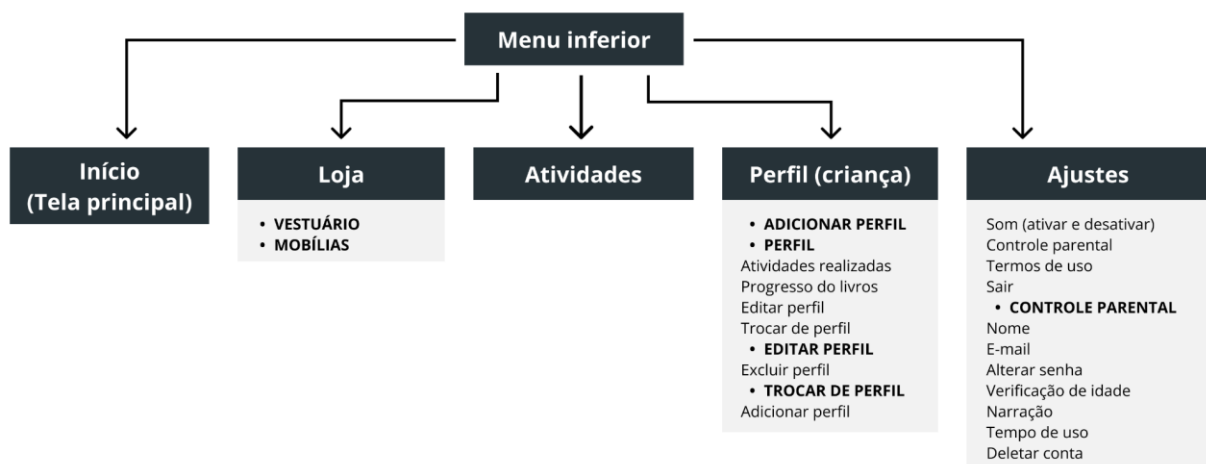 Menu inferior
Início
(Tela principal)
Loja
• VESTUÁRIO
• MOBÍLIAS
Atividades
Perfil (criança)
• ADICIONAR PERFIL
• PERFIL
Atividades realizadas
Progresso do livros
Editar perfil
Trocar de perfil
• EDITAR PERFIL
Excluir perfil
• TROCAR DE PERFIL
Adicionar perfil
Ajustes
Som (ativar e desativar)
Controle parental
Termos de uso
Sair
• CONTROLE PARENTAL
Nome
E-mail
Alterar senha
Verificação de idade
Narração
Tempo de uso
Deletar conta